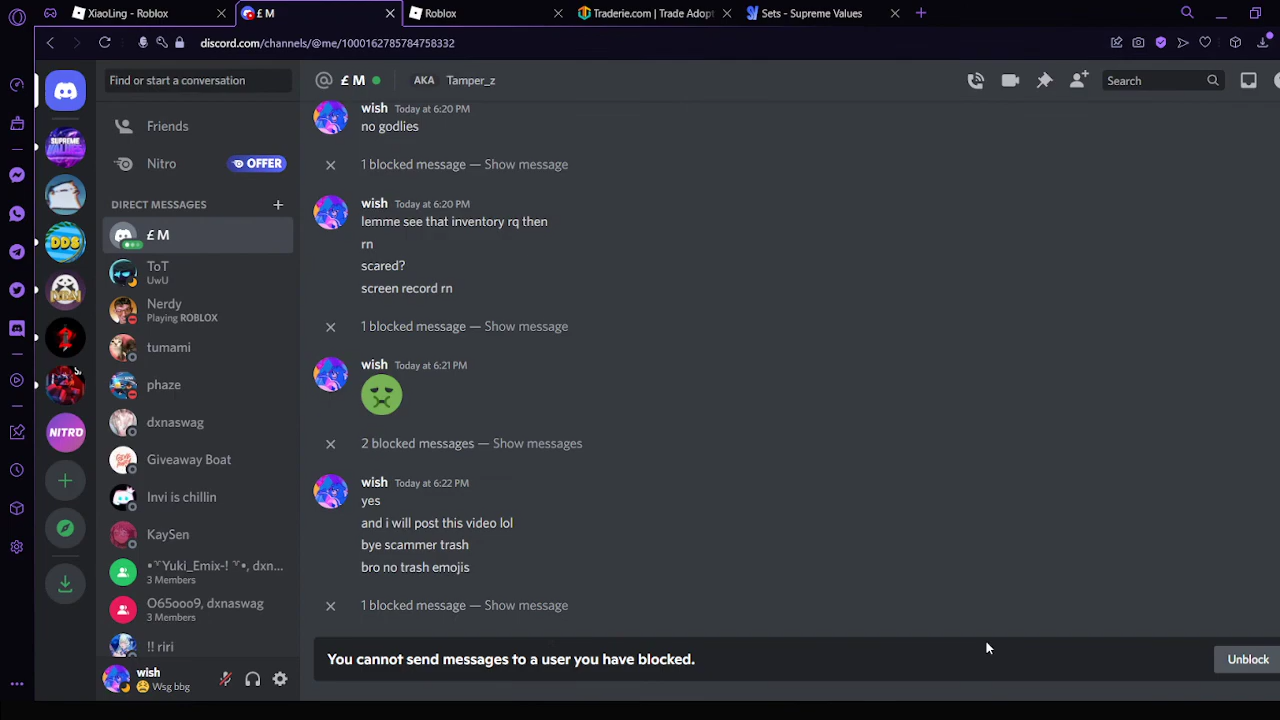 XiaoLing - Roblox
£ M
Roblox
Traderie.com | Trade Adopt
Sets - Supreme Values
discord.com/channels/@me/1000162785784758332
Find or start a conversation
£ M
AKA
Tamper_z
Search
Friends
Nitro
OFFER
DIRECT MESSAGES
£ M
ToT
UwU
Nerdy
Playing ROBLOX
tumami
phaze
dxnaswag
Giveaway Boat
Invi is chillin
KaySen
•꒷Yuki_Emix-! ꒷•, dxn...
3 Members
O65ooo9, dxnaswag
3 Members
!! riri
wish
Wsg bbg
SUPREME
VALUES
DDS
NITRO
wish Today at 6:20 PM
no godlies
1 blocked message — Show message
wish Today at 6:20 PM
lemme see that inventory rq then
rn
scared?
screen record rn
1 blocked message — Show message
wish Today at 6:21 PM
2 blocked messages — Show messages
wish Today at 6:22 PM
yes
and i will post this video lol
bye scammer trash
bro no trash emojis
1 blocked message — Show message
You cannot send messages to a user you have blocked.
Unblock